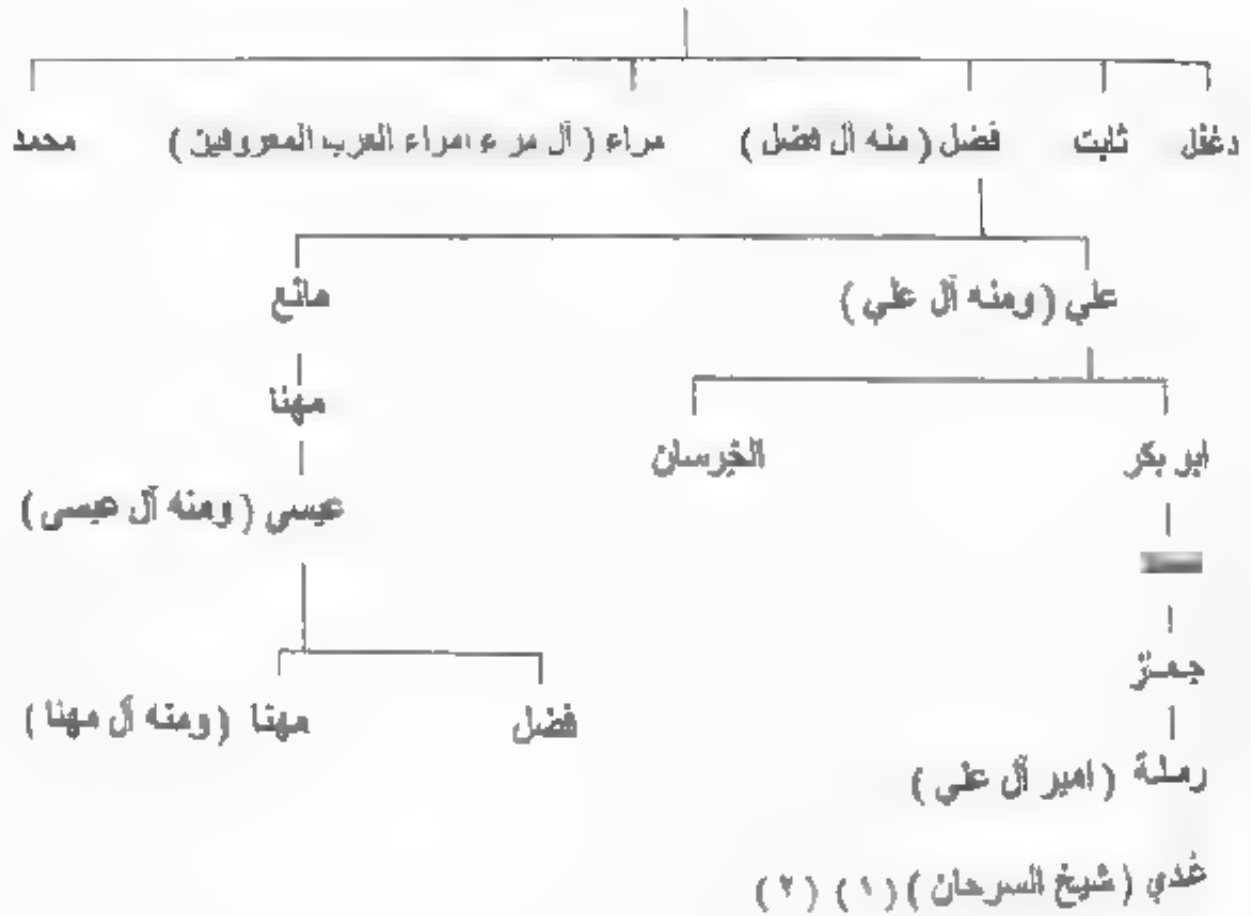 دغفل ثابت فضل ( منه آل فضل ) مراء ( آل مر ء امراء العرب المعروفين ) محمد
علي ( ومنه آل علي ) مانع
مهنا
ابو بكر الخرسان
عيسى ( ومنه آل عيسى )
جمز
فضل مهنا ( ومنه آل مهنا )
رملة ( امير آل علي )
غدي ( شيخ السرحان ) ( ١ ) ( ٢ )